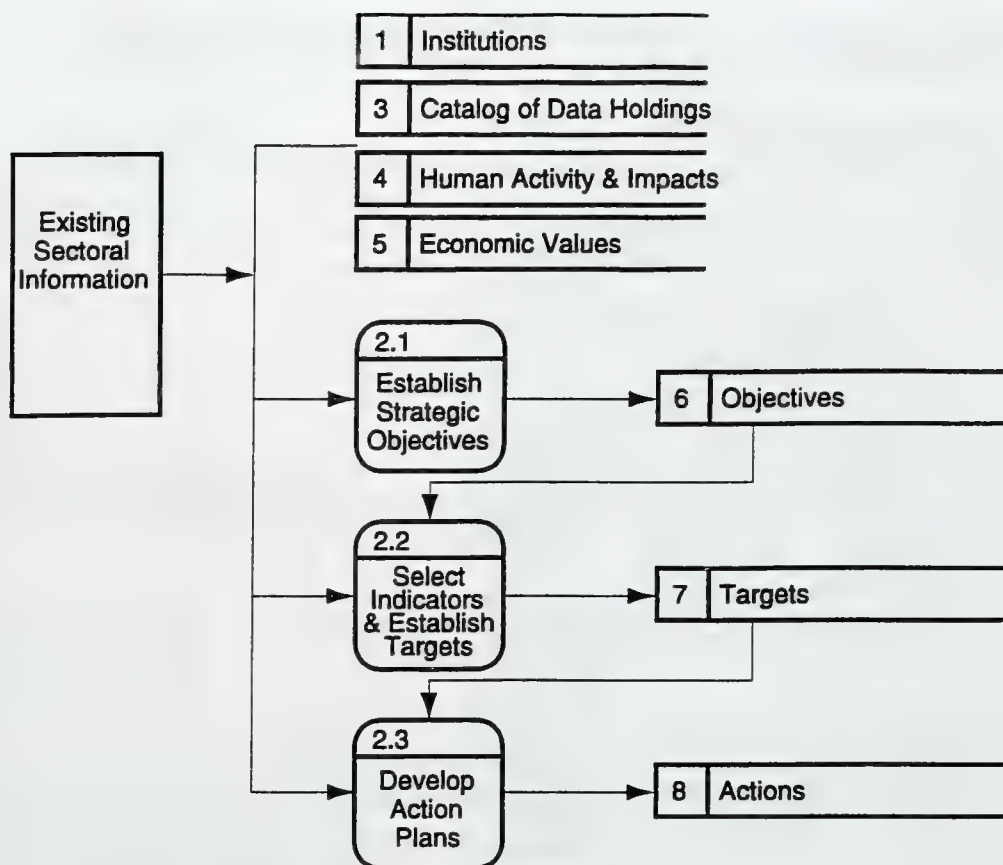 1 Institutions
3 Catalog of Data Holdings
4 Human Activity & Impacts
5 Economic Values
Existing
Sectoral
Information
2.1
Establish
Strategic
Objectives
6 Objectives
2.2
Select
Indicators
& Establish
Targets
7 Targets
2.3
Develop
Action
Plans
8 Actions